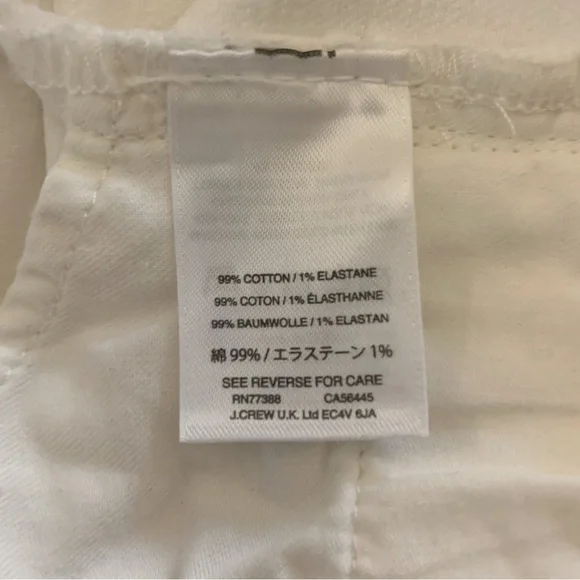 99% COTTON / 1% ELASTANE
99% COTON / 1% ÉLASTHANNE
99% BAUMWOLLE / 1% ELASTAN
綿 99% / エラステーン 1%
SEE REVERSE FOR CARE
RN77388 CA56445
J.CREW U.K. Ltd EC4V 6JA